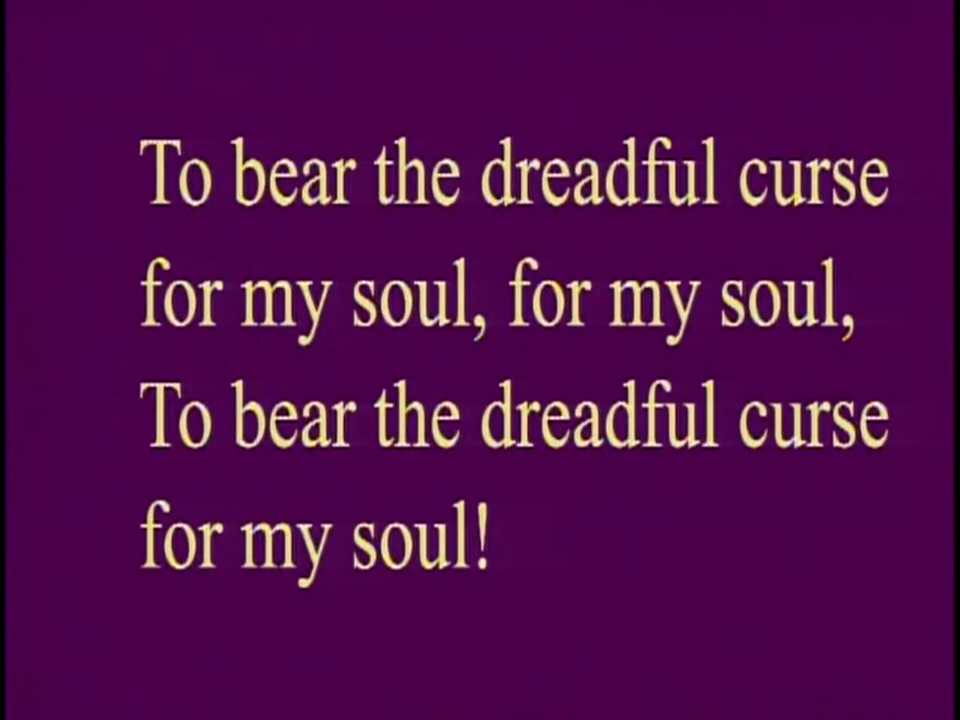 To bear the dreadful curse
for my soul, for my soul,
To bear the dreadful curse
for my soul!